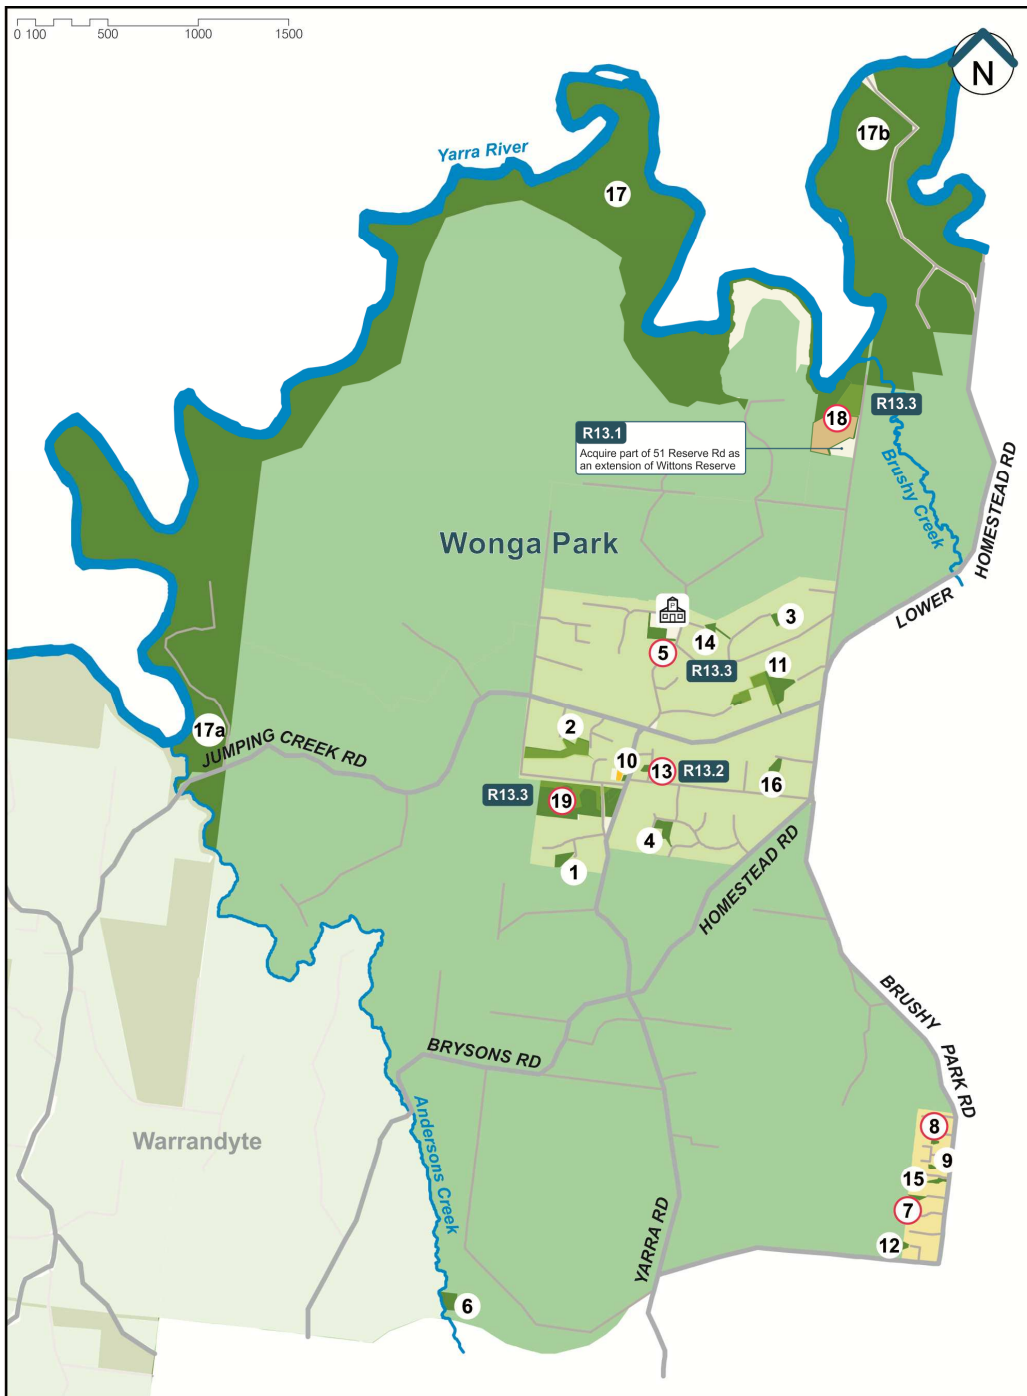 0 100 500 1000 1500
N
17b
Yarra River
17
18
R13.3
R13.1
Acquire part of 51 Reserve Rd as
an extension of Wittons Reserve
Brushy Creek
LOWER HOMESTEAD RD
Wonga Park
P
3
14
5
R13.3
11
2
17a
JUMPING CREEK RD
10
13
R13.2
16
R13.3
19
4
1
HOMESTEAD RD
BRUSHY PARK RD
BRYSONS RD
Andersons Creek
Warrandyte
8
9
15
7
12
YARRA RD
6